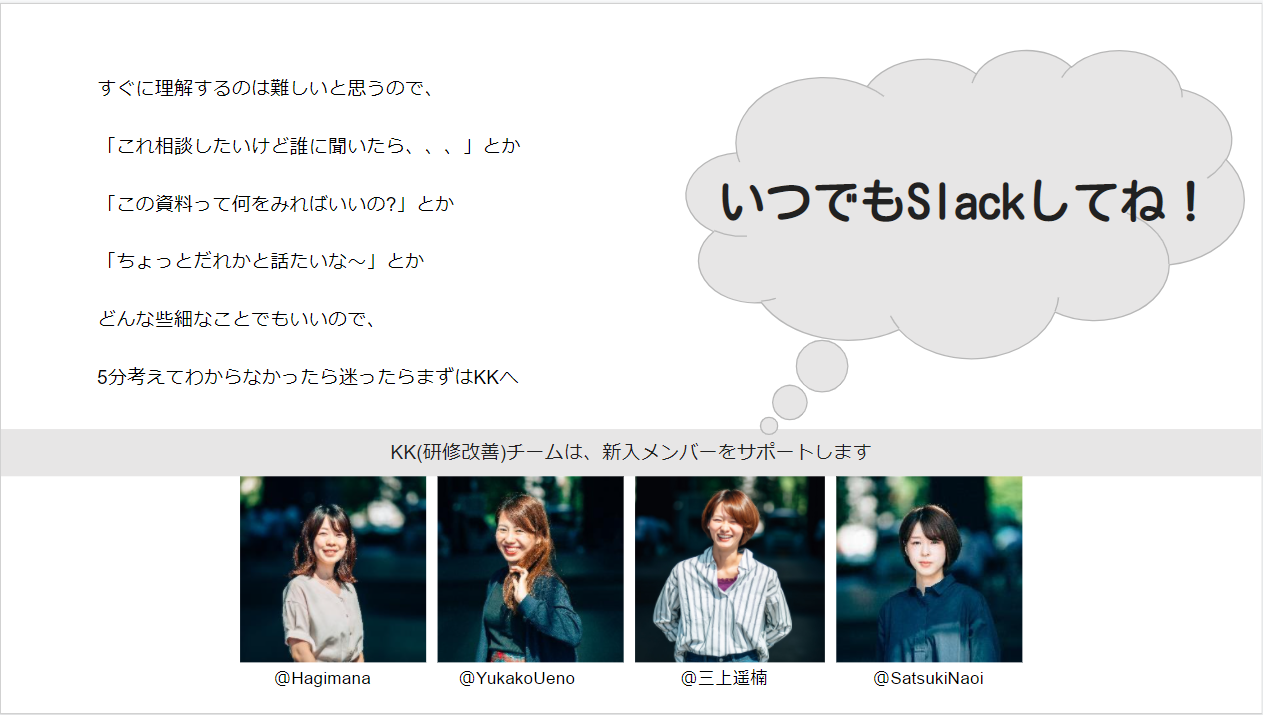 すぐに理解するのは難しいと思うので、
「これ相談したいけど誰に聞いたら、、、」とか
「この資料って何をみればいいの?」とか
「ちょっとだれかと話たいな～」とか
どんな些細なことでもいいので、
5分考えてわからなかったら迷ったらまずはKKへ
いつでもSlackしてね！
KK(研修改善)チームは、新入メンバーをサポートします
@Hagimana
@YukakoUeno
@三上遥楠
@SatsukiNaoi